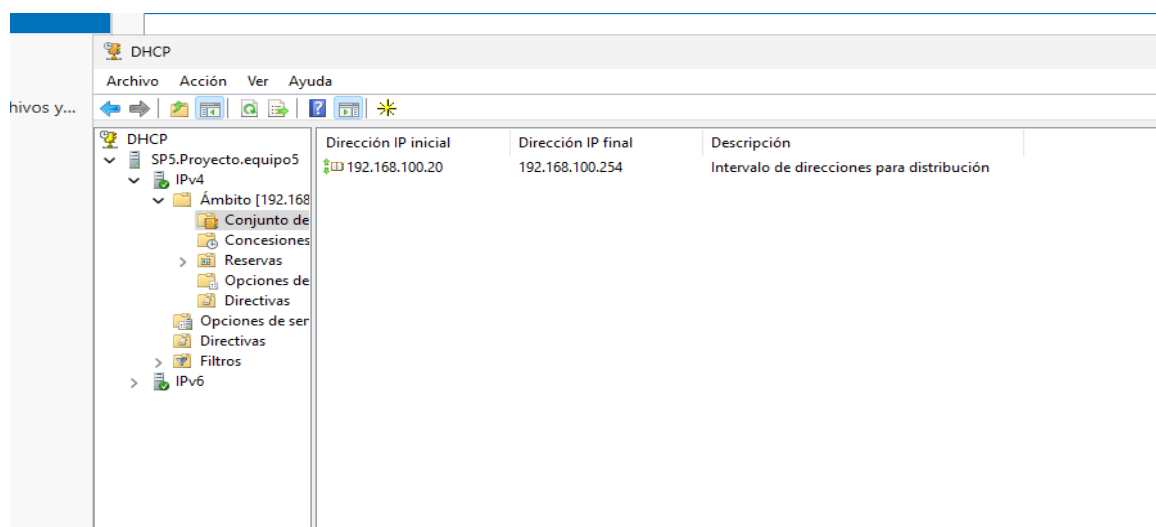 DHCP
Archivo Acción Ver Ayuda
hivos y...
DHCP
SP5.Proyecto.equipo5
IPv4
Ámbito [192.168
Conjunto de
Concesiones
Reservas
Opciones de
Directivas
Opciones de ser
Directivas
Filtros
IPv6
Dirección IP inicial Dirección IP final Descripción
192.168.100.20 192.168.100.254 Intervalo de direcciones para distribución